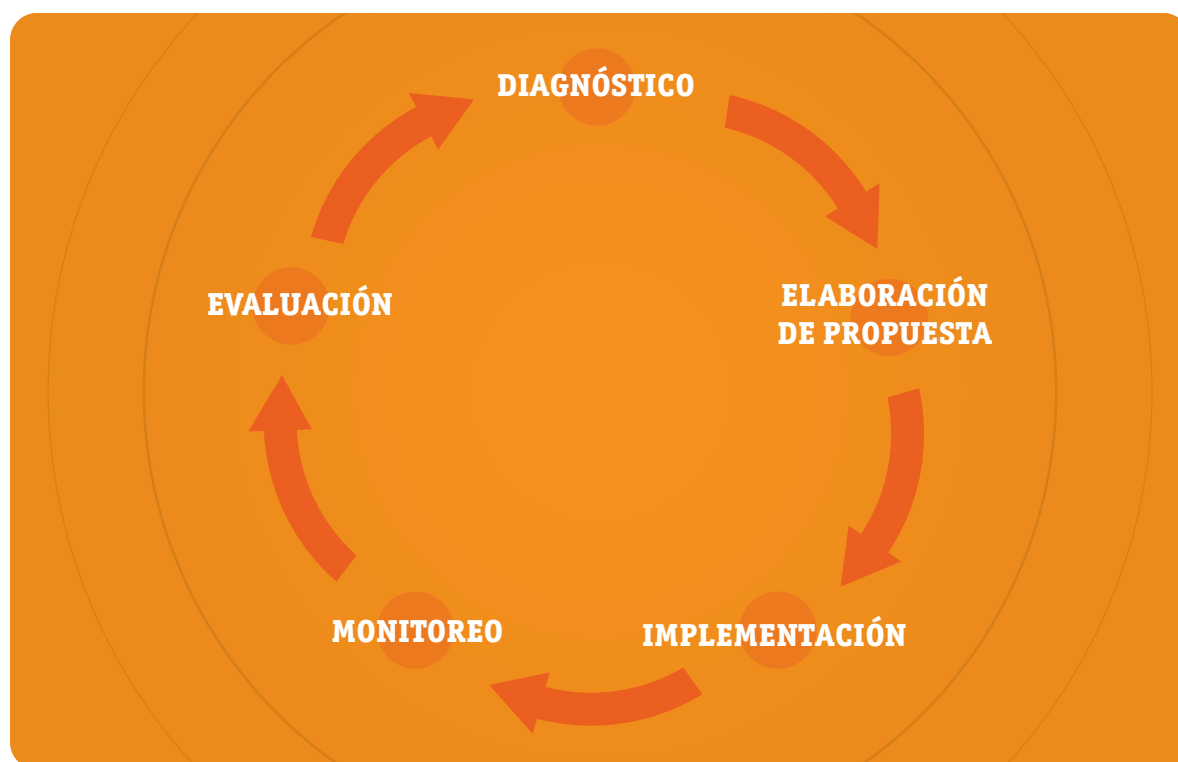 DIAGNÓSTICO
ELABORACIÓN
DE PROPUESTA
IMPLEMENTACIÓN
MONITOREO
EVALUACIÓN